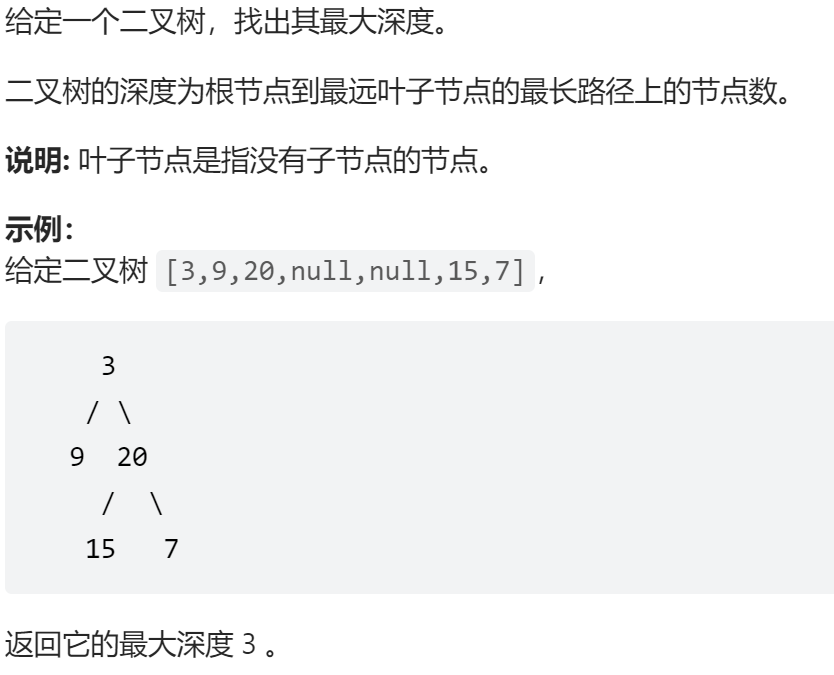 给定一个二叉树，找出其最大深度。
二叉树的深度为根节点到最远叶子节点的最长路径上的节点数。
说明: 叶子节点是指没有子节点的节点。
示例：
给定二叉树 [3,9,20,null,null,15,7]，
3
/ \
9  20
/  \
15   7
返回它的最大深度 3 。